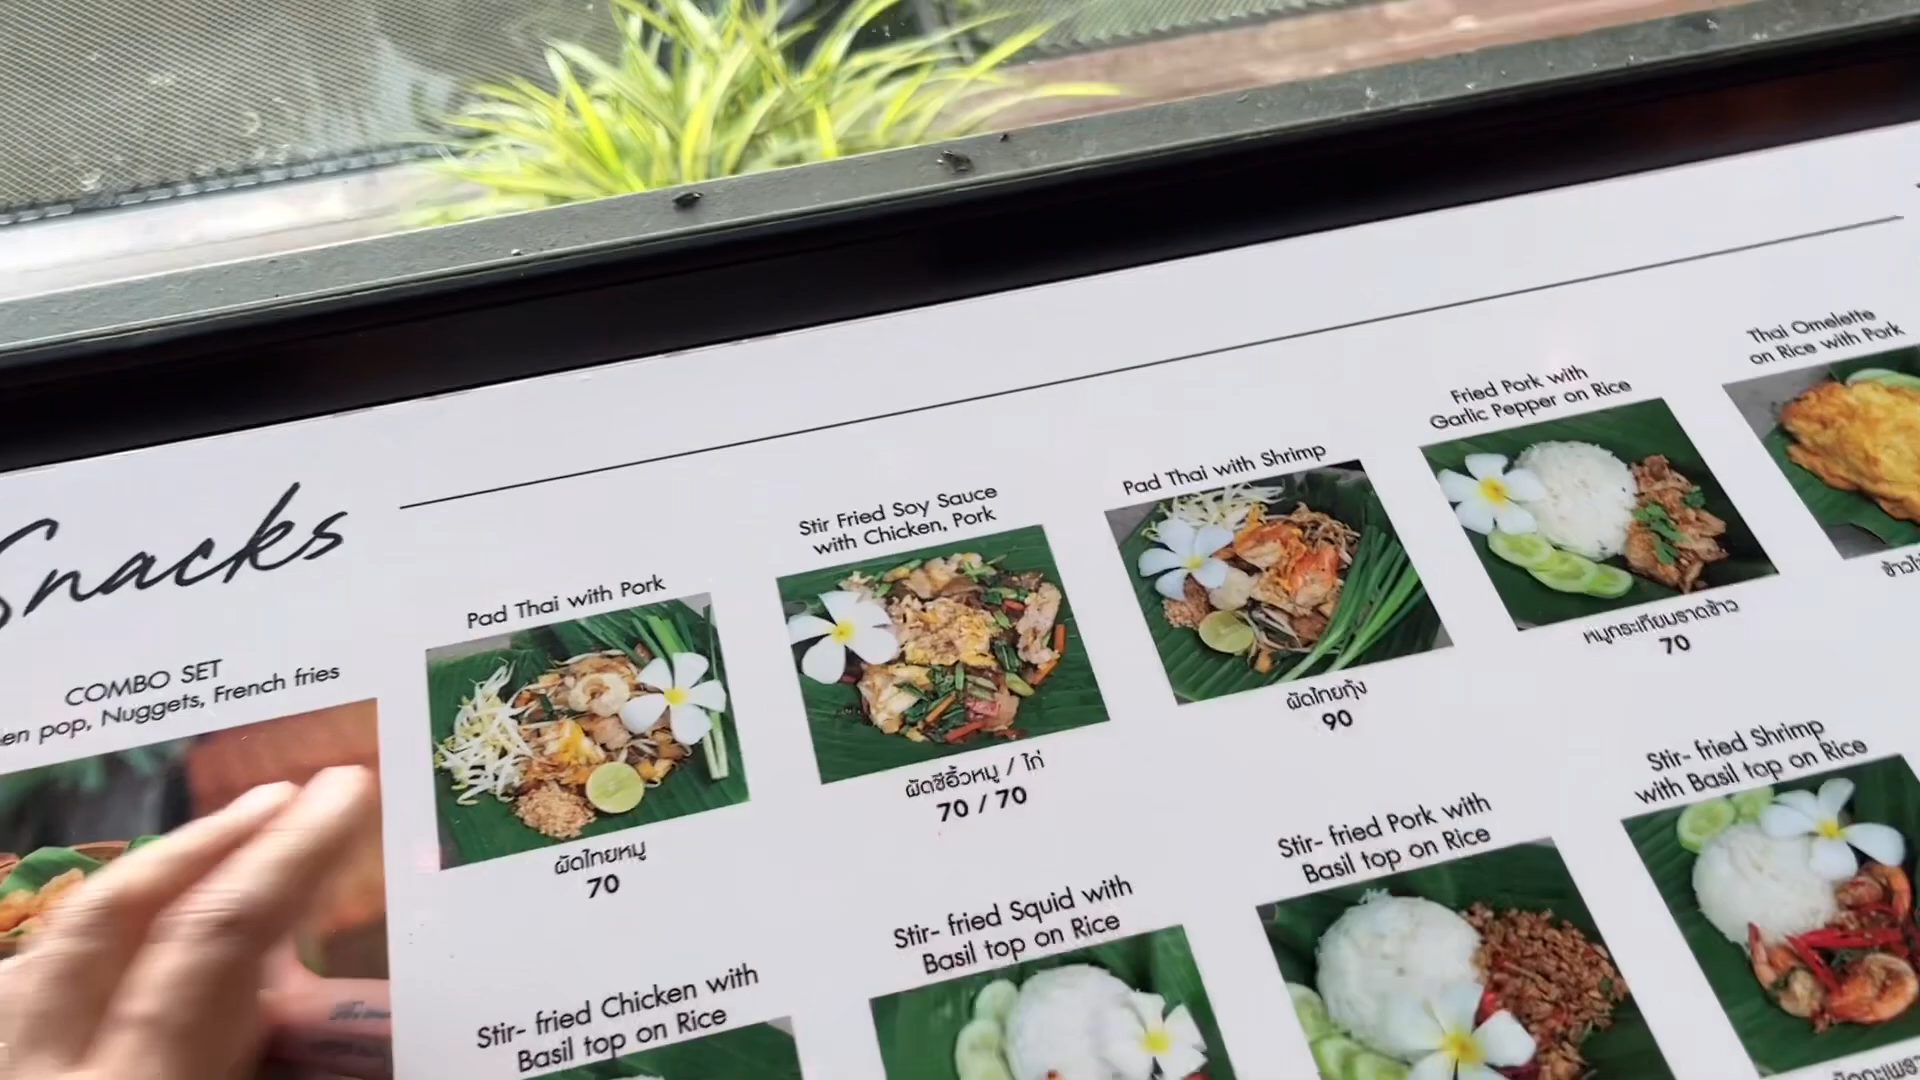 Snacks
COMBO SET
pop, Nuggets, French fries
Pad Thai with Pork
ผัดไทยหมู
70
Stir Fried Soy Sauce
with Chicken, Pork
ผัดซีอิ้วหมู / ไก่
70 / 70
Pad Thai with Shrimp
ผัดไทยกุ้ง
90
Fried Pork with
Garlic Pepper on Rice
หมูกระเทียมราดข้าว
70
Thai Omelette
on Rice with Pork
Stir- fried Chicken with
Basil top on Rice
Stir- fried Squid with
Basil top on Rice
Stir- fried Pork with
Basil top on Rice
Stir- fried Shrimp
with Basil top on Rice